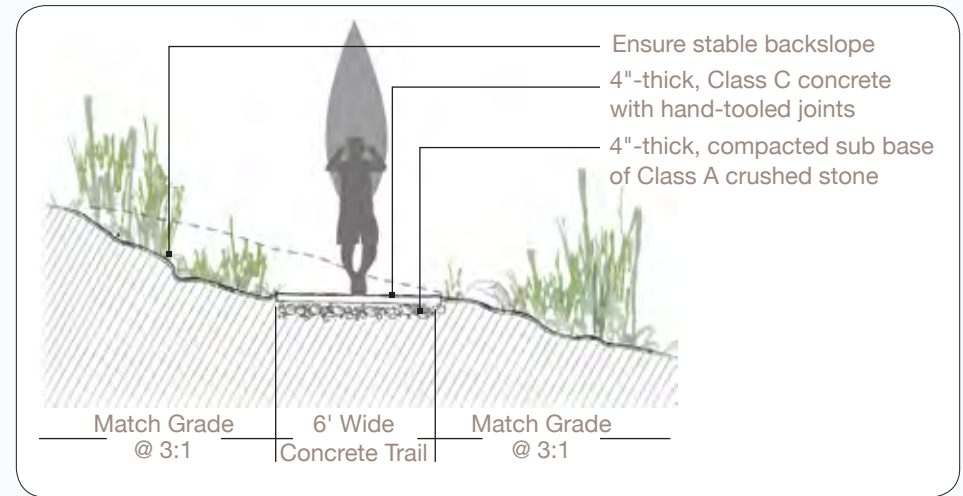 Ensure stable backslope
4"-thick, Class C concrete
with hand-tooled joints
4"-thick, compacted sub base
of Class A crushed stone
Match Grade
@ 3:1
6' Wide
Concrete Trail
Match Grade
@ 3:1